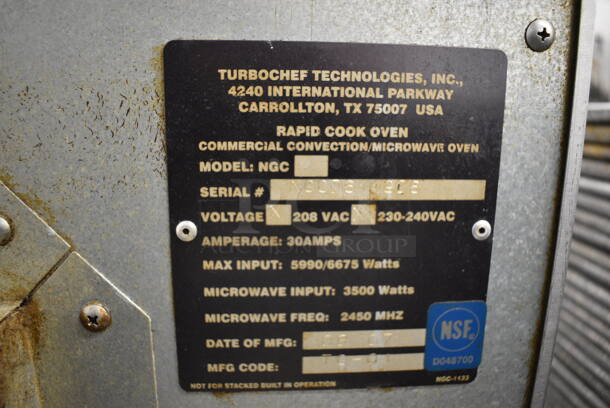 TURBOCHEF TECHNOLOGIES, INC.,
4240 INTERNATIONAL PARKWAY
CARROLLTON, TX 75007 USA
RAPID COOK OVEN
COMMERCIAL CONVECTION/MICROWAVE OVEN
MODEL: NGC
SERIAL #
VOLTAGE X 208 VAC X 230-240VAC
AMPERAGE: 30AMPS
MAX INPUT: 5990/6675 Watts
MICROWAVE INPUT: 3500 Watts
MICROWAVE FREQ: 2450 MHZ
DATE OF MFG:
MFG CODE:
NSF
D048700
NOT FOR STACKED BUILT IN OPERATION
NGC-1133